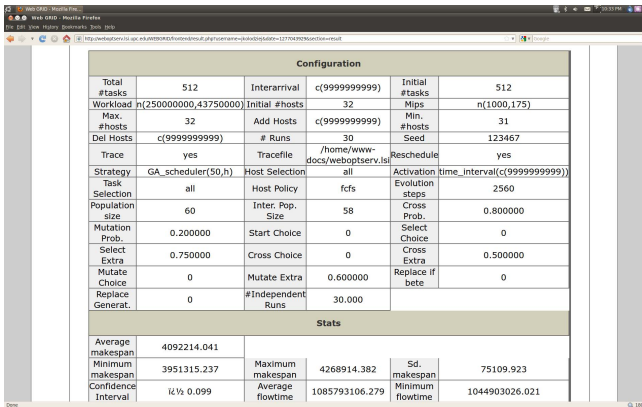 Web GRID - Mozilla Fire...
10:33 PM
Web GRID - Mozilla Firefox
File Edit View History Bookmarks Tools Help
Google
Configuration
Total #tasks 512 Interarrival c(9999999999) Initial #tasks 512
Workload n(250000000,43750000) Initial #hosts 32 Mips n(1000,175)
Max. #hosts 32 Add Hosts c(9999999999) Min. #hosts 31
Del Hosts c(9999999999) # Runs 30 Seed 123467
Trace yes Tracefile /home/www-docs/weboptserv.lsi Reschedule yes
Strategy GA_scheduler(50,h) Host Selection all Activation time_interval(c(9999999999))
Task Selection all Host Policy fcfs Evolution steps 2560
Population size 60 Inter. Pop. Size 58 Cross Prob. 0.800000
Mutation Prob. 0.200000 Start Choice 0 Select Choice 0
Select Extra 0.750000 Cross Choice 0 Cross Extra 0.500000
Mutate Choice 0 Mutate Extra 0.600000 Replace if bete 0
Replace Generat. 0 #Independent Runs 30.000
Stats
Average makespan 4092214.041
Minimum makespan 3951315.237 Maximum makespan 4268914.382 Sd. makespan 75109.923
Confidence Interval ï¿½ 0.099 Average flowtime 1085793106.279 Minimum flowtime 1044903026.021
Done